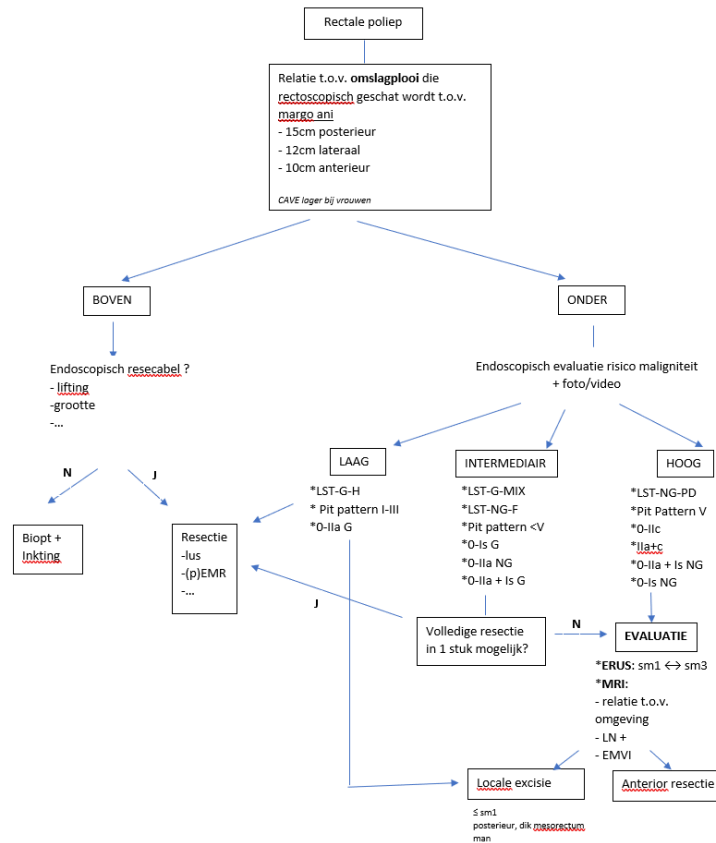 Rectale poliep
Relatie t.o.v. omslagplooi die
rectoscopisch geschat wordt t.o.v.
margo ani
- 15cm posterieur
- 12cm lateraal
- 10cm anterieur
CAVE lager bij vrouwen
BOVEN
ONDER
Endoscopisch resecabel ?
- lifting
-grootte
-...
Endoscopisch evaluatie risico maligniteit
+ foto/video
N
J
Biopt +
Inkting
Resectie
-lus
-(p)EMR
-...
LAAG
*LST-G-H
* Pit pattern I-III
*0-IIa G
INTERMEDIAIR
*LST-G-MIX
*LST-NG-F
*Pit pattern <V
*0-Is G
*0-IIa NG
*0-IIa + Is G
HOOG
*LST-NG-PD
*Pit Pattern V
*0-IIc
*IIa+c
*0-IIa + Is NG
*0-Is NG
J
Volledige resectie
in 1 stuk mogelijk?
N
EVALUATIE
*ERUS: sm1 ↔ sm3
*MRI:
- relatie t.o.v.
omgeving
- LN +
- EMVI
Locale excisie
Anterior resectie
≤ sm1
posterieur, dik mesorectum
man